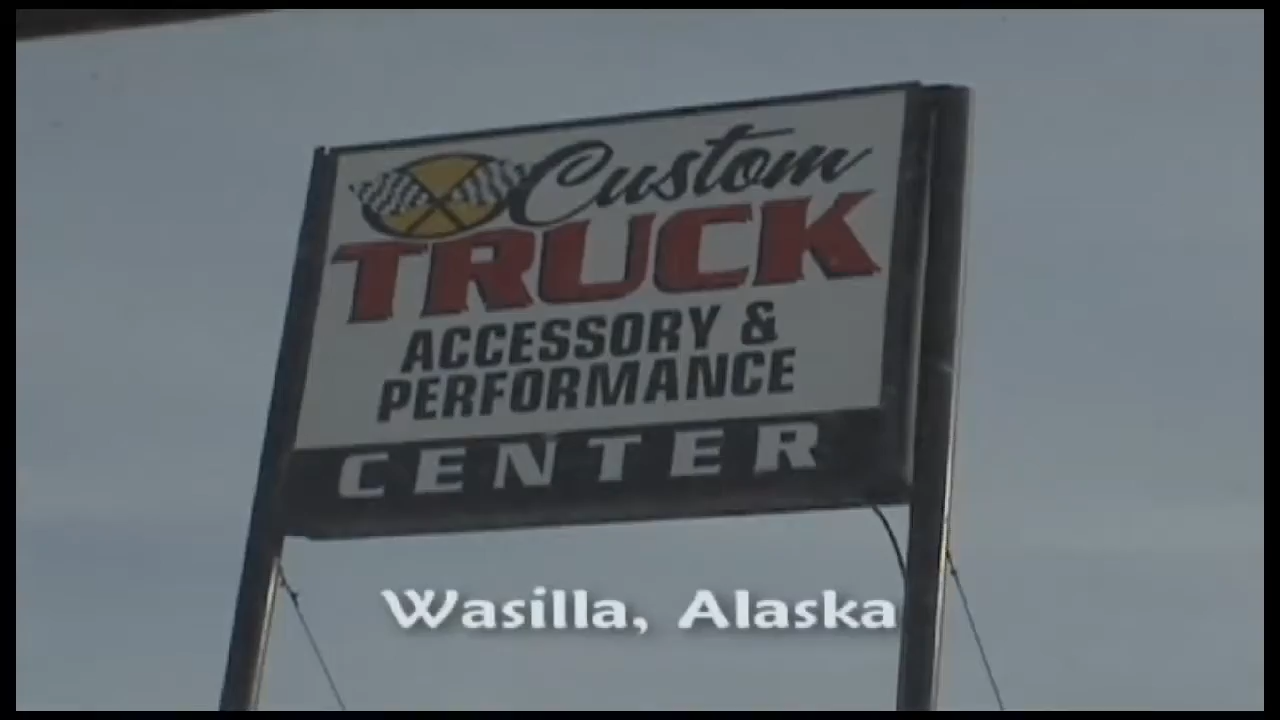 Custom
TRUCK
ACCESSORY &
PERFORMANCE
CENTER
Wasilla, Alaska